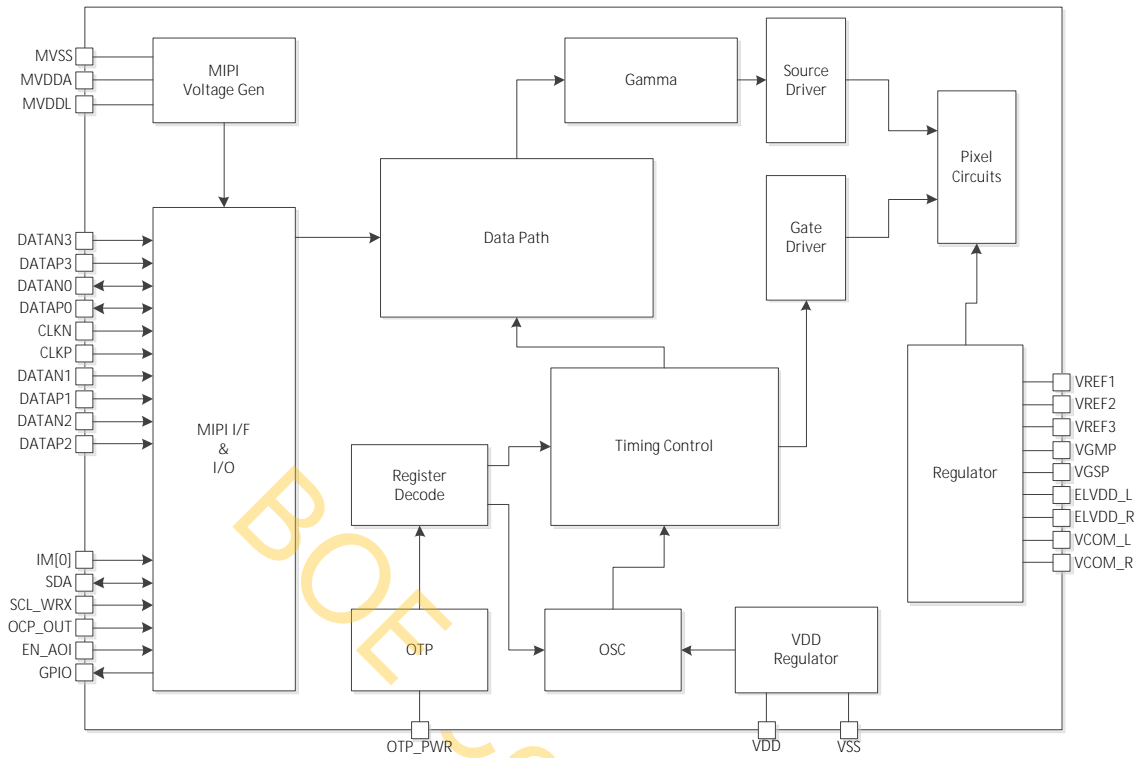 MVSS
MVDDA
MVDDL
MIPI
Voltage Gen
Gamma
Source
Driver
Pixel
Circuits
Data Path
Gate
Driver
DATAN3
DATAP3
DATAN0
DATAP0
CLKN
CLKP
DATAN1
DATAP1
DATAN2
DATAP2
MIPI I/F
&
I/O
Timing Control
Register
Decode
Regulator
VREF1
VREF2
VREF3
VGMP
VGSP
ELVDD_L
ELVDD_R
VCOM_L
VCOM_R
IM[0]
SDA
SCL_WRX
OCP_OUT
EN_AOI
GPIO
OTP
OSC
VDD
Regulator
OTP_PWR
VDD
VSS
BOE